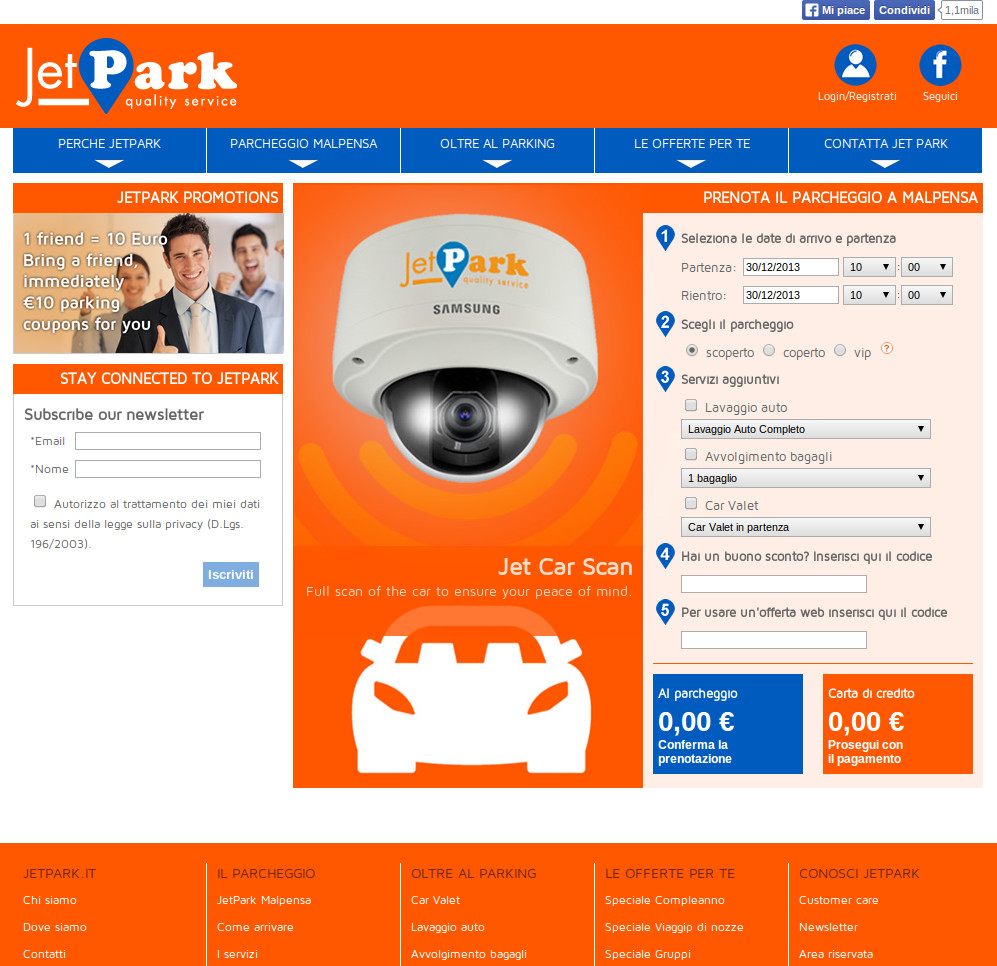 Mi piace
Condividi
1,1mila
JetPark
quality service
Login/Registrati
Seguici
PERCHE JETPARK
PARCHEGGIO MALPENSA
OLTRE AL PARKING
LE OFFERTE PER TE
CONTATTA JET PARK
JETPARK PROMOTIONS
1 friend = 10 Euro
Bring a friend,
immediately
€10 parking
coupons for you
STAY CONNECTED TO JETPARK
Subscribe our newsletter
*Email
*Nome
Autorizzo al trattamento dei miei dati
ai sensi della legge sulla privacy (D.Lgs.
196/2003).
Iscriviti
JetPark
quality service
SAMSUNG
Jet Car Scan
Full scan of the car to ensure your peace of mind.
PRENOTA IL PARCHEGGIO A MALPENSA
1 Seleziona le date di arrivo e partenza
Partenza: 30/12/2013 10 : 00
Rientro: 30/12/2013 10 : 00
2 Scegli il parcheggio
scoperto coperto vip ?
3 Servizi aggiuntivi
Lavaggio auto
Lavaggio Auto Completo
Avvolgimento bagagli
1 bagaglio
Car Valet
Car Valet in partenza
4 Hai un buono sconto? Inserisci qui il codice
5 Per usare un'offerta web inserisci qui il codice
Al parcheggio
0,00 €
Conferma la
prenotazione
Carta di credito
0,00 €
Prosegui con
il pagamento
JETPARK.IT
Chi siamo
Dove siamo
Contatti
IL PARCHEGGIO
JetPark Malpensa
Come arrivare
I servizi
OLTRE AL PARKING
Car Valet
Lavaggio auto
Avvolgimento bagagli
LE OFFERTE PER TE
Speciale Compleanno
Speciale Viaggip di nozze
Speciale Gruppi
CONOSCI JETPARK
Customer care
Newsletter
Area riservata